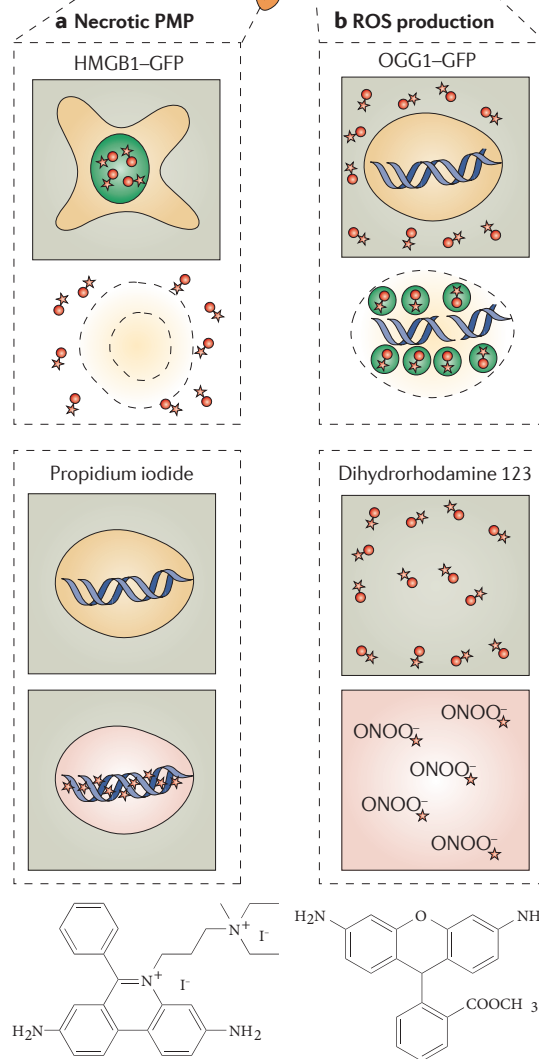 a Necrotic PMP
HMGB1–GFP
Propidium iodide
b ROS production
OGG1–GFP
Dihydrorhodamine 123
ONOO⁻
ONOO⁻
ONOO⁻
ONOO⁻
ONOO⁻
N⁺
I⁻
N⁺
I⁻
H₂N
NH₂
H₂N
O
NH
COOCH 3